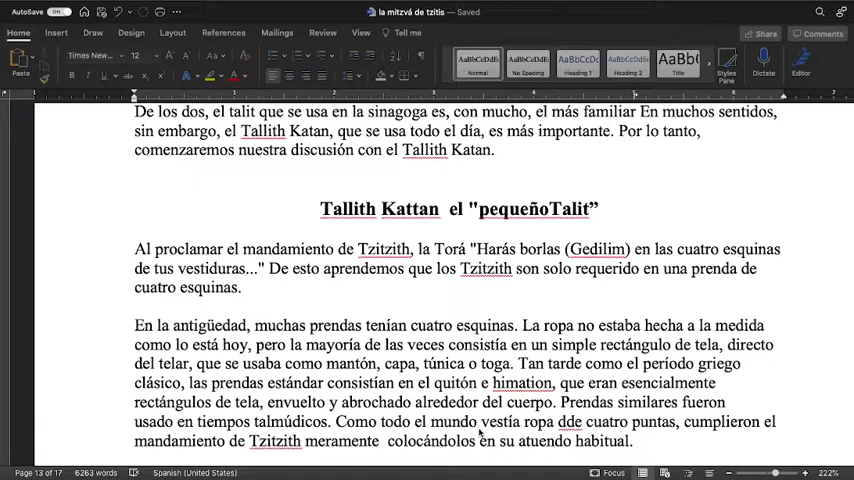 AutoSave ON la mitzvá de tzitis — Saved
Home Insert Draw Design Layout References Mailings Review View Tell me Share Comments
Paste Times New... 12 Normal No Spacing Heading 1 Heading 2 Title Styles Pane Dictate Editor
De los dos, el talit que se usa en la sinagoga es, con mucho, el más familiar En muchos sentidos,
sin embargo, el Tallith Katan, que se usa todo el día, es más importante. Por lo tanto,
comenzaremos nuestra discusión con el Tallith Katan.
Tallith Kattan el "pequeñoTalit”
Al proclamar el mandamiento de Tzitzith, la Torá "Harás borlas (Gedilim) en las cuatro esquinas
de tus vestiduras..." De esto aprendemos que los Tzitzith son solo requerido en una prenda de
cuatro esquinas.
En la antigüedad, muchas prendas tenían cuatro esquinas. La ropa no estaba hecha a la medida
como lo está hoy, pero la mayoría de las veces consistía en un simple rectángulo de tela, directo
del telar, que se usaba como mantón, capa, túnica o toga. Tan tarde como el período griego
clásico, las prendas estándar consistían en el quitón e himation, que eran esencialmente
rectángulos de tela, envuelto y abrochado alrededor del cuerpo. Prendas similares fueron
usado en tiempos talmúdicos. Como todo el mundo vestía ropa dde cuatro puntas, cumplieron el
mandamiento de Tzitzith meramente colocándolos en su atuendo habitual.
Page 13 of 17 6263 words Spanish (United States) Focus 222%